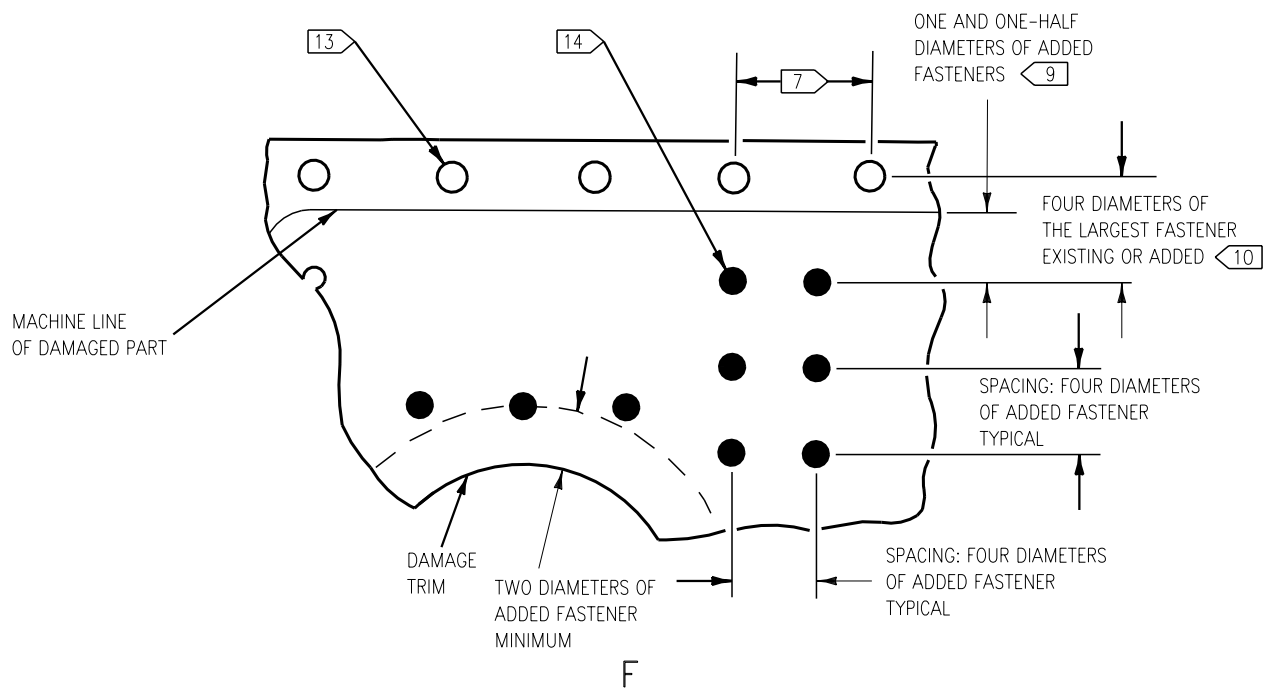 13
14
7
ONE AND ONE-HALF
DIAMETERS OF ADDED
FASTENERS 9
FOUR DIAMETERS OF
THE LARGEST FASTENER
EXISTING OR ADDED 10
MACHINE LINE
OF DAMAGED PART
SPACING: FOUR DIAMETERS
OF ADDED FASTENER
TYPICAL
DAMAGE
TRIM
TWO DIAMETERS OF
ADDED FASTENER
MINIMUM
SPACING: FOUR DIAMETERS
OF ADDED FASTENER
TYPICAL
F